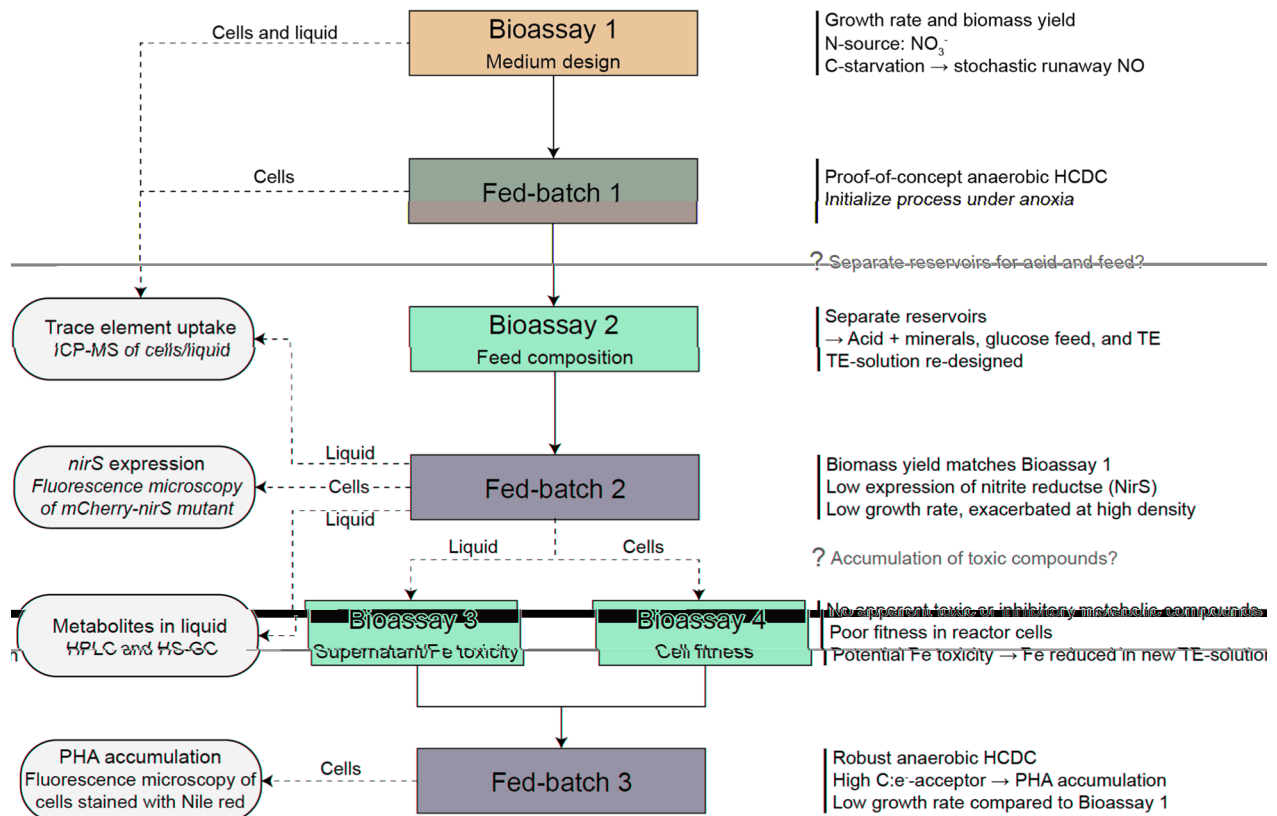 Cells and liquid
Bioassay 1
Medium design
Growth rate and biomass yield
N-source: NO₃⁻
C-starvation → stochastic runaway NO
Cells
Fed-batch 1
Proof-of-concept anaerobic HCDC
Initialize process under anoxia
? Separate reservoirs for acid and feed?
Trace element uptake
ICP-MS of cells/liquid
Bioassay 2
Feed composition
Separate reservoirs
→ Acid + minerals, glucose feed, and TE
TE-solution re-designed
nirS expression
Fluorescence microscopy
of mCherry-nirS mutant
Liquid
Cells
Liquid
Fed-batch 2
Biomass yield matches Bioassay 1
Low expression of nitrite reductse (NirS)
Low growth rate, exacerbated at high density
Liquid
Cells
? Accumulation of toxic compounds?
Metabolites in liquid
HPLC and HS-GC
Bioassay 3
Supernatant/Fe toxicity
Bioassay 4
Cell fitness
No apparent toxic or inhibitory metabolic compounds
Poor fitness in reactor cells
Potential Fe toxicity → Fe reduced in new TE-solution
PHA accumulation
Fluorescence microscopy of
cells stained with Nile red
Cells
Fed-batch 3
Robust anaerobic HCDC
High C:e⁻-acceptor → PHA accumulation
Low growth rate compared to Bioassay 1